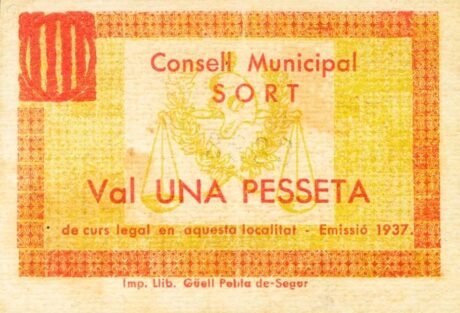 Consell Municipal
SORT
Val UNA PESSETA
de curs legal en aquesta localitat - Emissió 1937.
Imp. Llib. Güell Pobla de-Segur